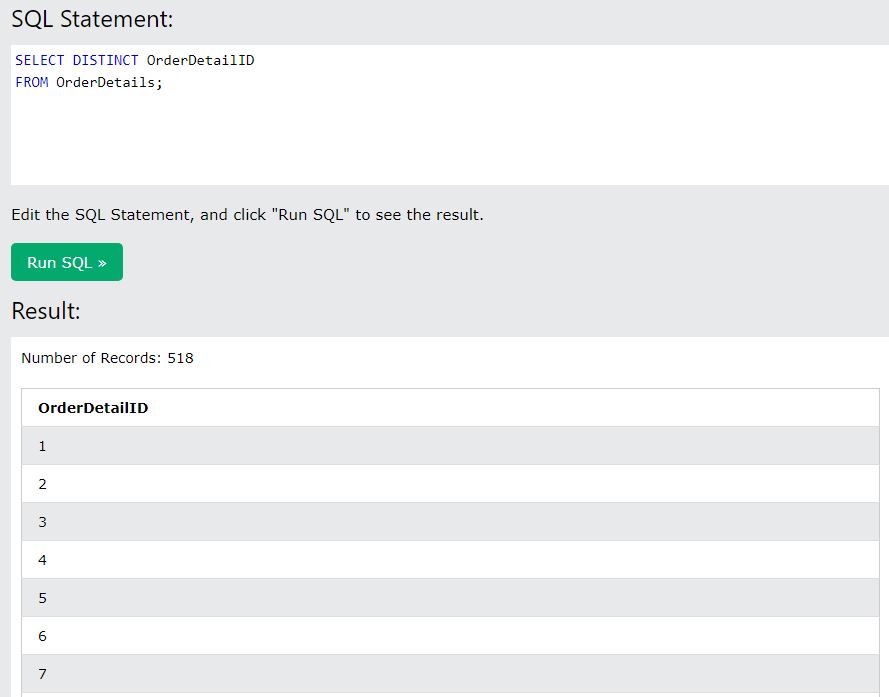 SQL Statement:
SELECT DISTINCT OrderDetailID
FROM OrderDetails;
Edit the SQL Statement, and click "Run SQL" to see the result.
Run SQL »
Result:
Number of Records: 518
OrderDetailID
1
2
3
4
5
6
7